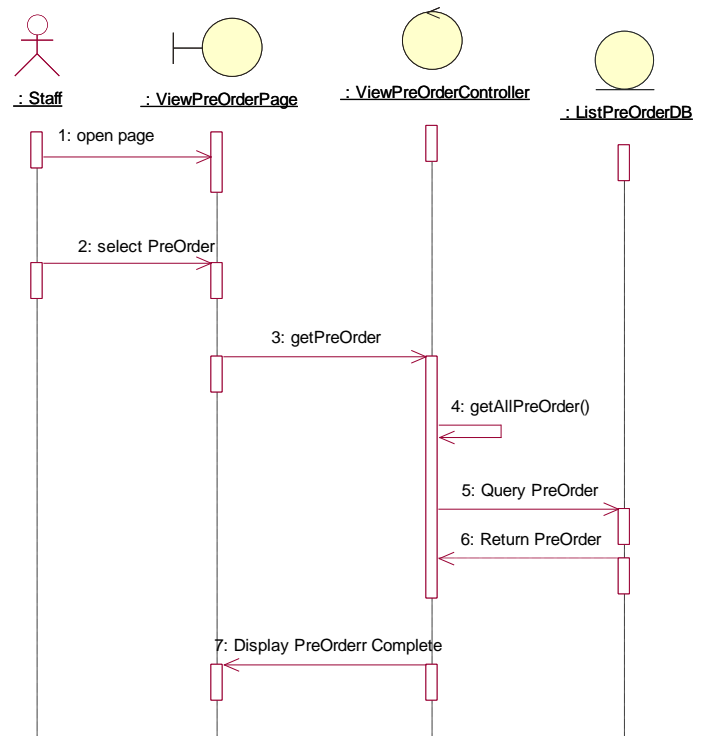 : Staff
: ViewPreOrderPage
: ViewPreOrderController
: ListPreOrderDB
1: open page
2: select PreOrder
3: getPreOrder
4: getAllPreOrder()
5: Query PreOrder
6: Return PreOrder
7: Display PreOrderr Complete